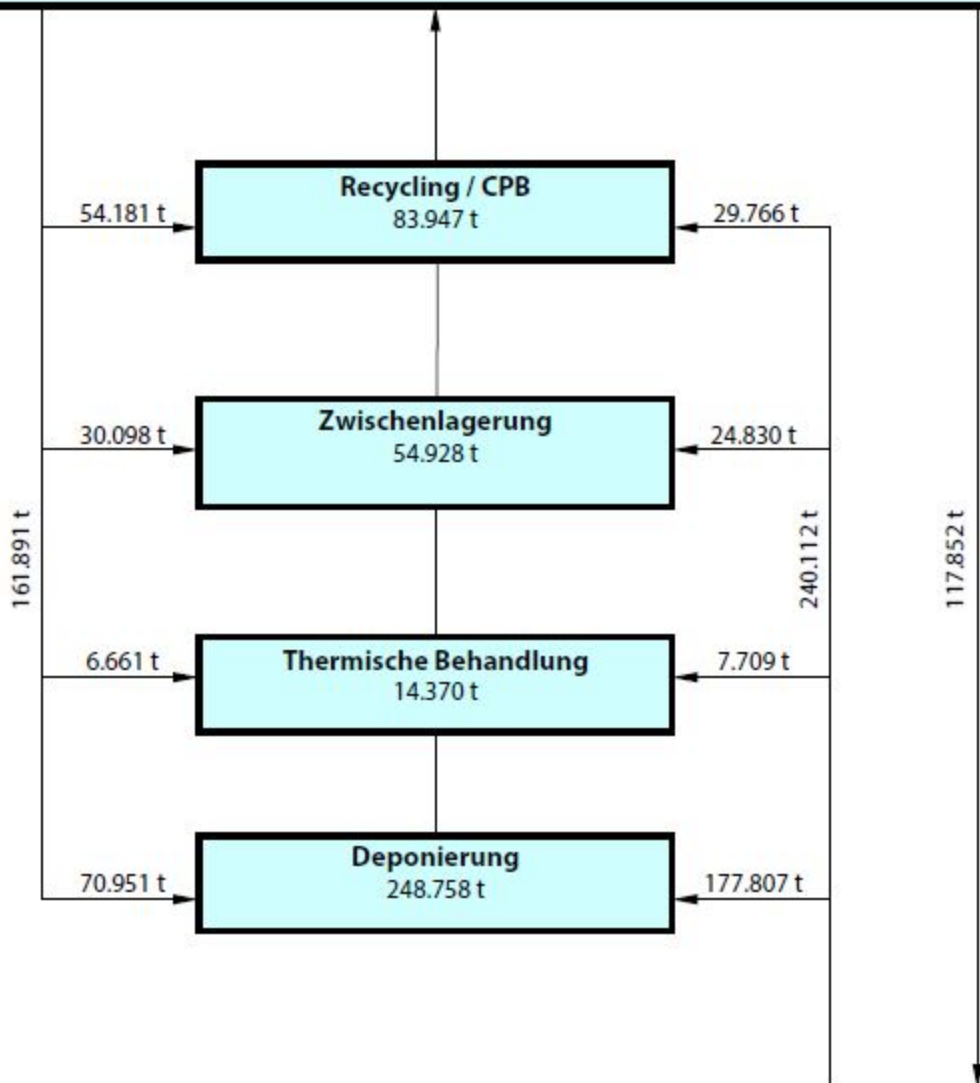 Recycling / CPB
83.947 t
54.181 t
29.766 t
Zwischenlagerung
54.928 t
30.098 t
24.830 t
161.891 t
240.112 t
117.852 t
Thermische Behandlung
14.370 t
6.661 t
7.709 t
Deponierung
248.758 t
70.951 t
177.807 t